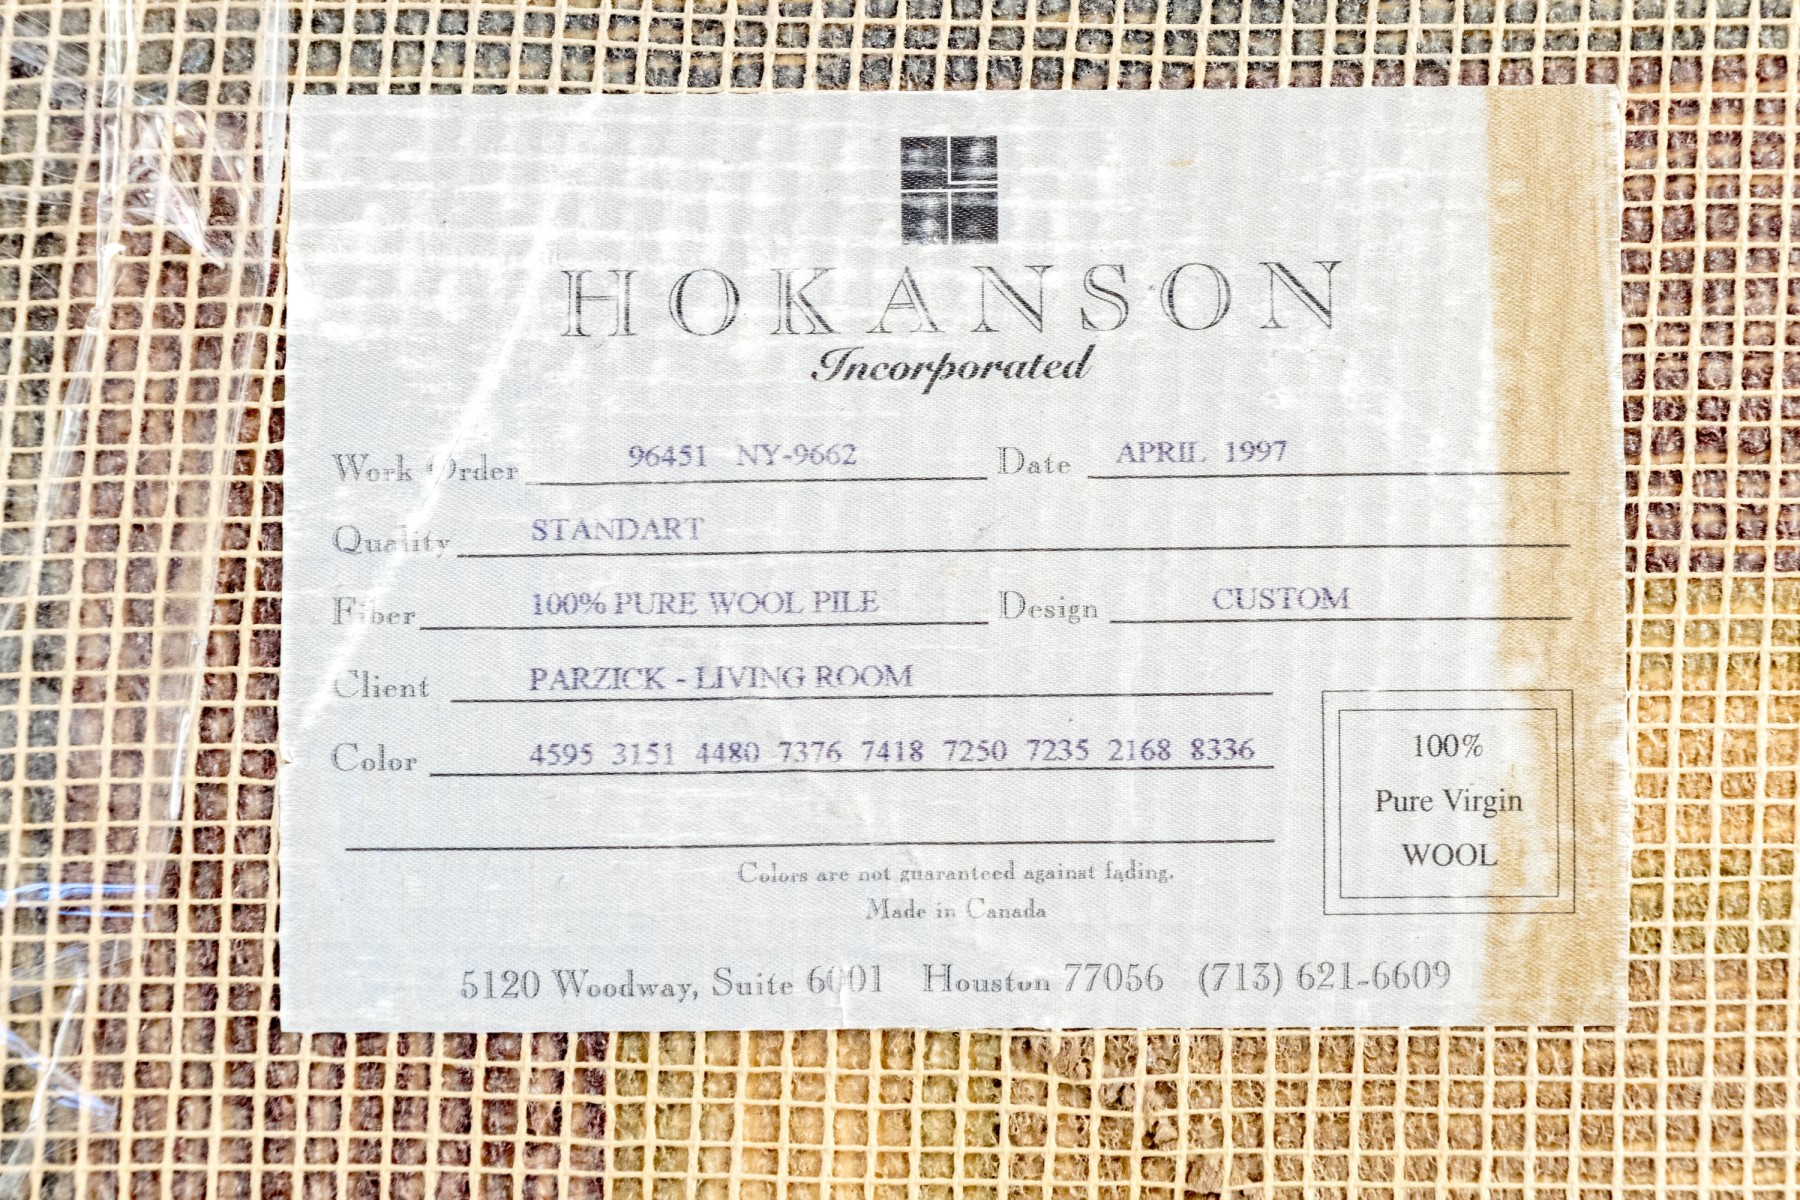 HOKANSON
Incorporated
Work Order 96451 NY-9662 Date APRIL 1997
Quality STANDART
Fiber 100% PURE WOOL PILE Design CUSTOM
Client PARZICK - LIVING ROOM
Color 4595 3151 4480 7376 7418 7250 7235 2168 8336
100%
Pure Virgin
WOOL
Colors are not guaranteed against fading.
Made in Canada
5120 Woodway, Suite 6001 Houston 77056 (713) 621-6609